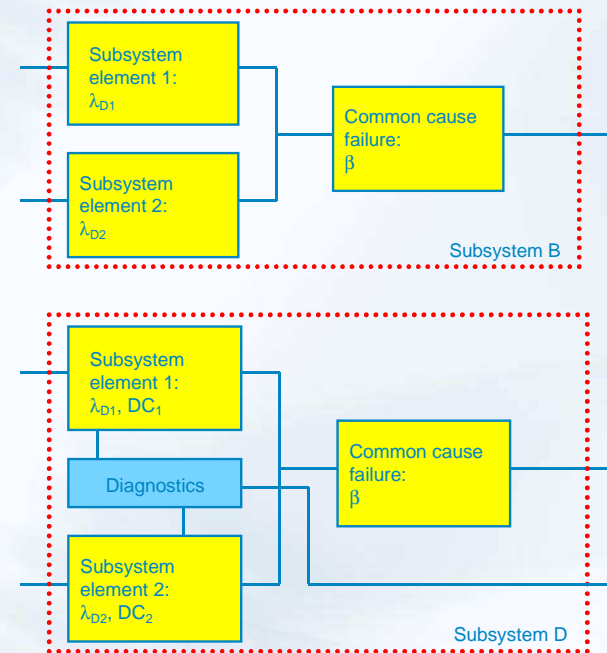 Subsystem
element 1:
λD1
Common cause
failure:
β
Subsystem
element 2:
λD2
Subsystem B
Subsystem
element 1:
λD1, DC1
Common cause
failure:
β
Diagnostics
Subsystem
element 2:
λD2, DC2
Subsystem D